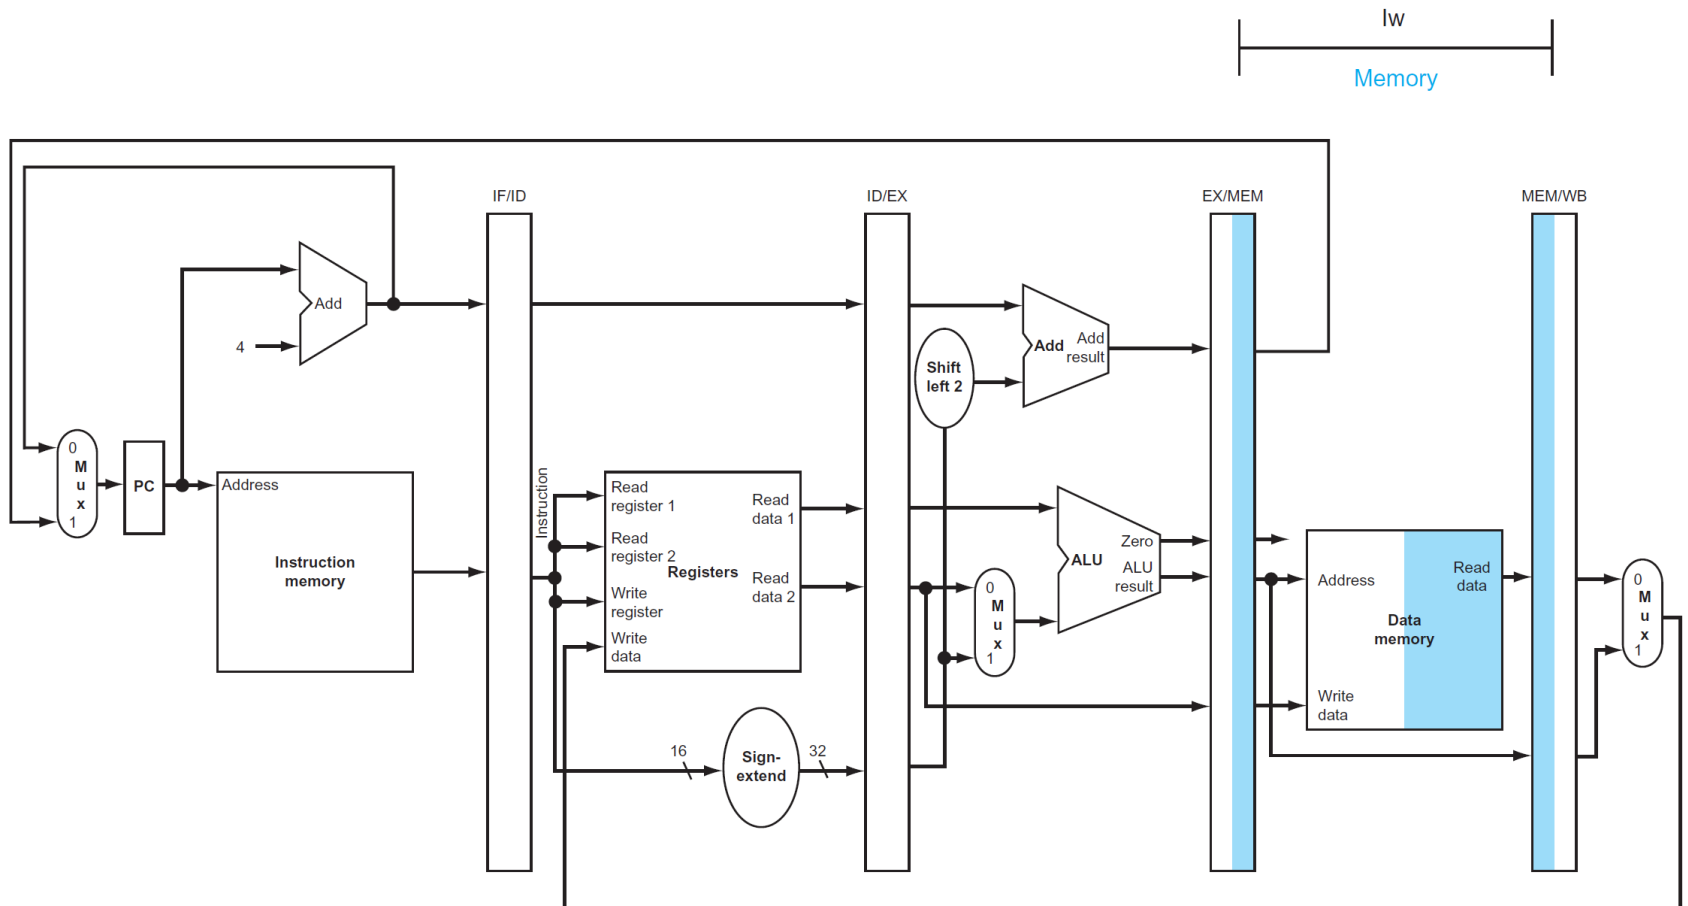 lw
Memory
IF/ID
ID/EX
EX/MEM
MEM/WB
Add
4
Shift
left 2
Add
Add
result
0
M
u
x
1
PC
Address
Instruction
memory
Instruction
Read
register 1
Read
register 2
Write
register
Write
data
Registers
Read
data 1
Read
data 2
16
Sign-
extend
32
0
M
u
x
1
ALU
Zero
ALU
result
Address
Read
data
Data
memory
Write
data
0
M
u
x
1